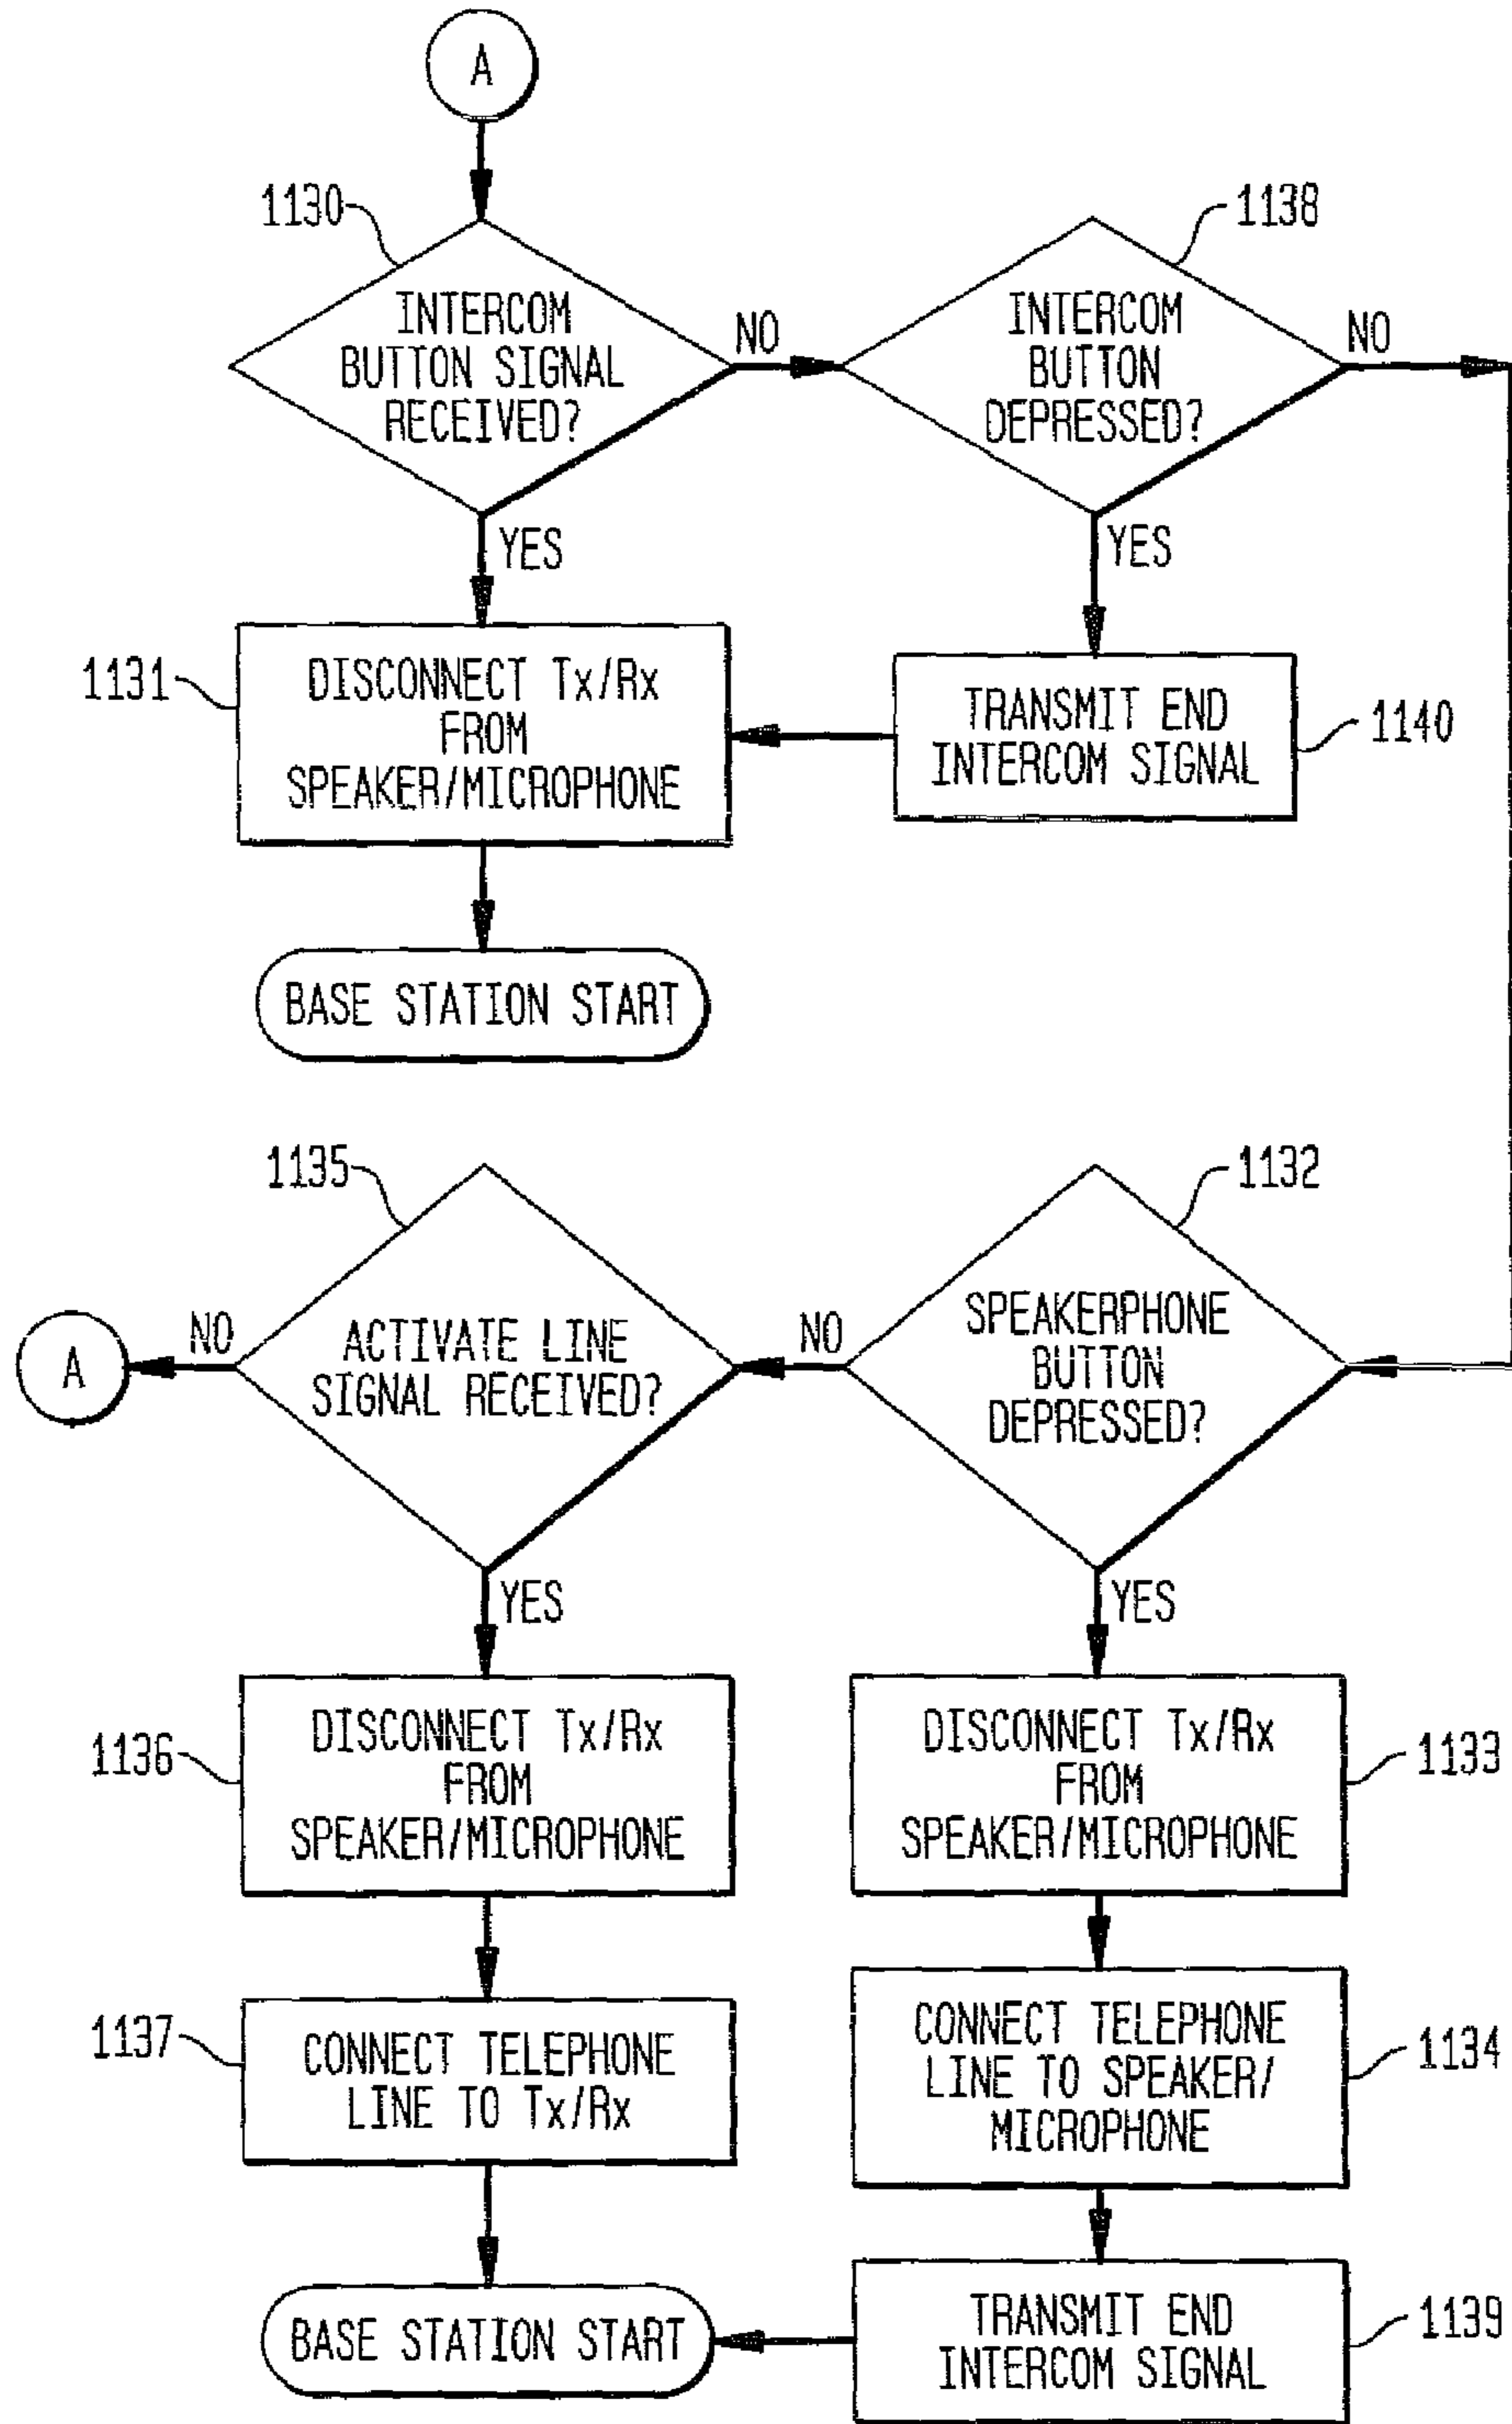 A
1130
1138
INTERCOM
BUTTON SIGNAL
RECEIVED?
NO
INTERCOM
BUTTON
DEPRESSED?
NO
YES
YES
1131
DISCONNECT Tx/Rx
FROM
SPEAKER/MICROPHONE
TRANSMIT END
INTERCOM SIGNAL
1140
BASE STATION START
1135
1132
A
NO
ACTIVATE LINE
SIGNAL RECEIVED?
NO
SPEAKERPHONE
BUTTON
DEPRESSED?
YES
YES
1136
DISCONNECT Tx/Rx
FROM
SPEAKER/MICROPHONE
DISCONNECT Tx/Rx
FROM
SPEAKER/MICROPHONE
1133
1137
CONNECT TELEPHONE
LINE TO Tx/Rx
CONNECT TELEPHONE
LINE TO SPEAKER/
MICROPHONE
1134
BASE STATION START
TRANSMIT END
INTERCOM SIGNAL
1139